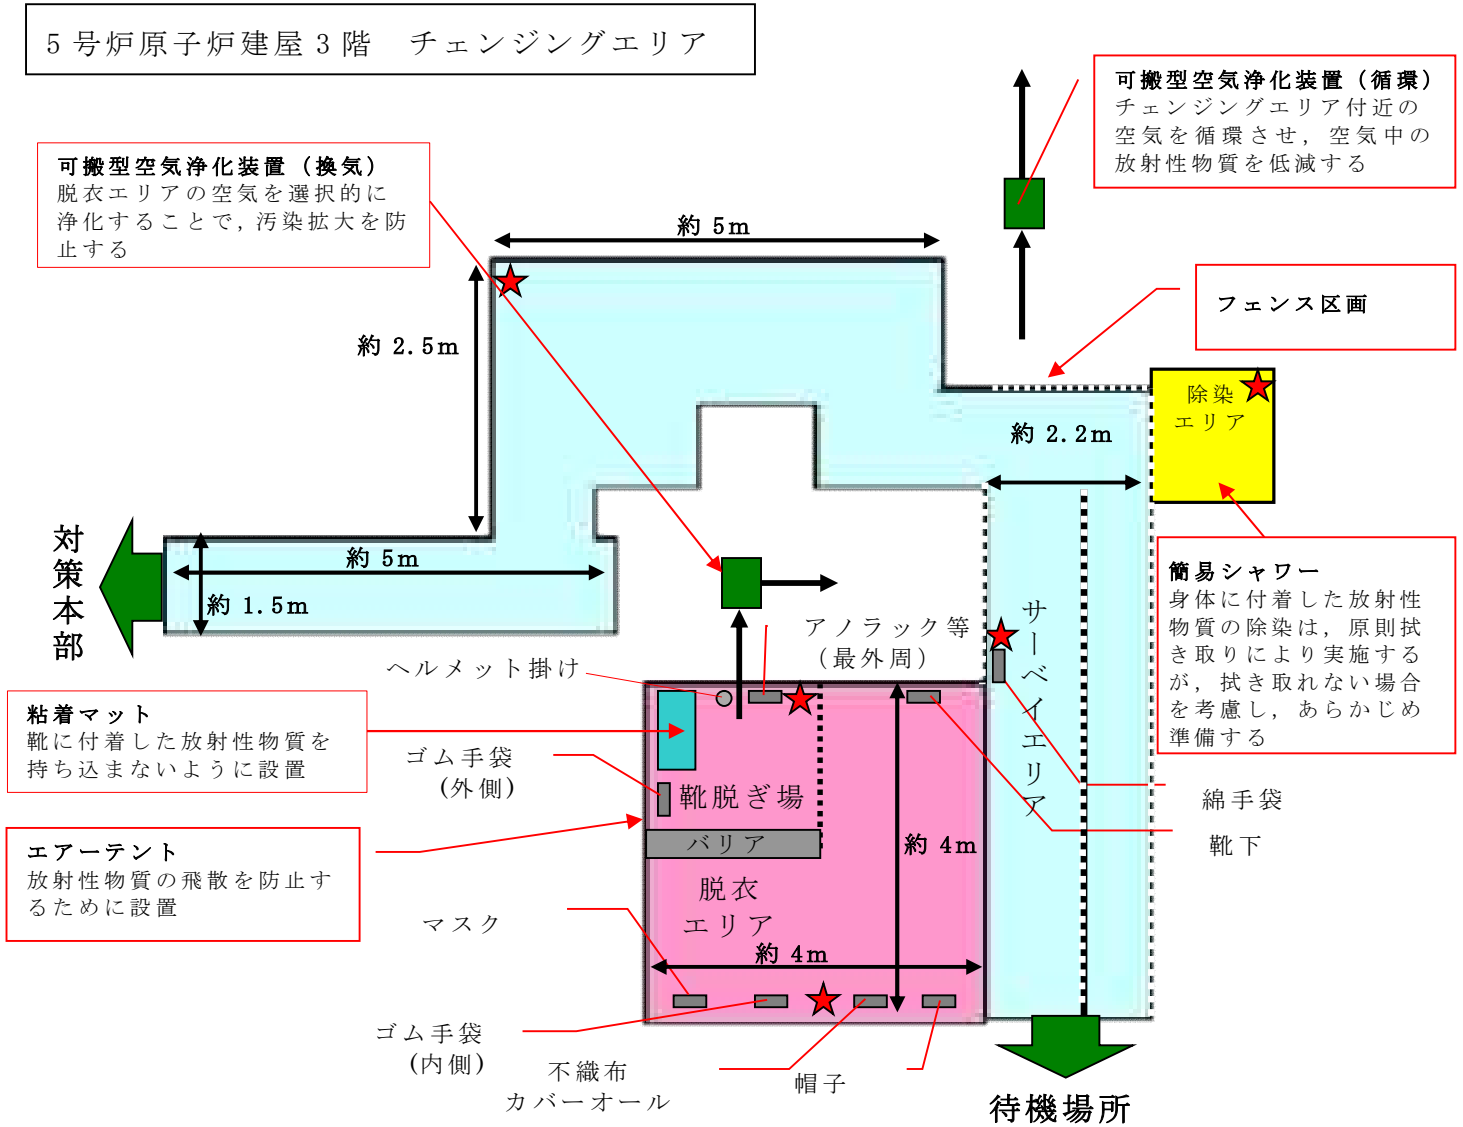 5号炉原子炉建屋3階　チェンジングエリア
可搬型空気浄化装置（循環）
チェンジングエリア付近の
空気を循環させ，空気中の
放射性物質を低減する
可搬型空気浄化装置（換気）
脱衣エリアの空気を選択的に
浄化することで，汚染拡大を防
止する
約 5m
フェンス区画
約 2.5m
除染
エリア
約 2.2m
対策本部
約 5m
約 1.5m
簡易シャワー
身体に付着した放射性
物質の除染は，原則拭
き取りにより実施する
が，拭き取れない場合
を考慮し，あらかじめ
準備する
サーベイエリア
アノラック等
（最外周）
ヘルメット掛け
粘着マット
靴に付着した放射性物質を
持ち込まないように設置
ゴム手袋
(外側)
靴脱ぎ場
綿手袋
バリア
約 4m
靴下
エアーテント
放射性物質の飛散を防止す
るために設置
脱衣
エリア
マスク
約 4m
ゴム手袋
(内側)
不織布
カバーオール
帽子
待機場所